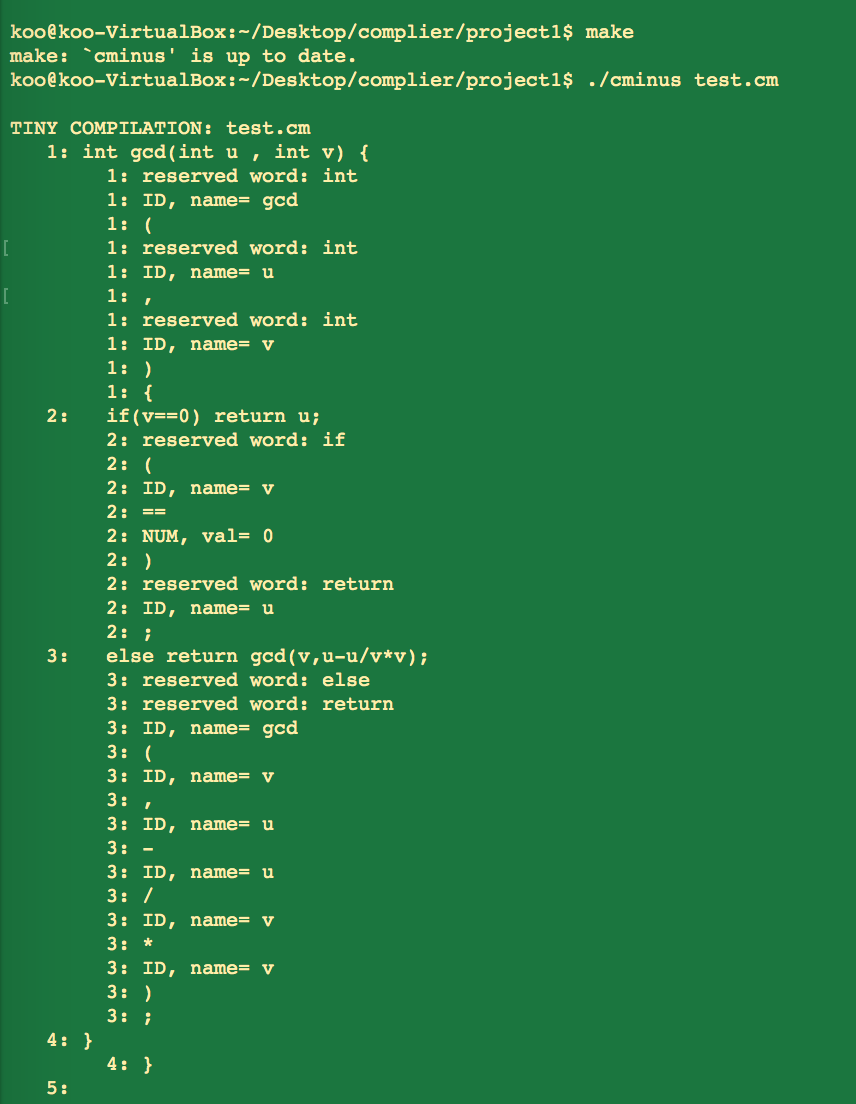 koo@koo-VirtualBox:~/Desktop/complier/project1$ make
make: `cminus' is up to date.
koo@koo-VirtualBox:~/Desktop/complier/project1$ ./cminus test.cm

TINY COMPILATION: test.cm
   1: int gcd(int u , int v) {
        1: reserved word: int
        1: ID, name= gcd
        1: (
        1: reserved word: int
        1: ID, name= u
        1: ,
        1: reserved word: int
        1: ID, name= v
        1: )
        1: {
   2:   if(v==0) return u;
        2: reserved word: if
        2: (
        2: ID, name= v
        2: ==
        2: NUM, val= 0
        2: )
        2: reserved word: return
        2: ID, name= u
        2: ;
   3:   else return gcd(v,u-u/v*v);
        3: reserved word: else
        3: reserved word: return
        3: ID, name= gcd
        3: (
        3: ID, name= v
        3: ,
        3: ID, name= u
        3: -
        3: ID, name= u
        3: /
        3: ID, name= v
        3: *
        3: ID, name= v
        3: )
        3: ;
   4: }
        4: }
   5: